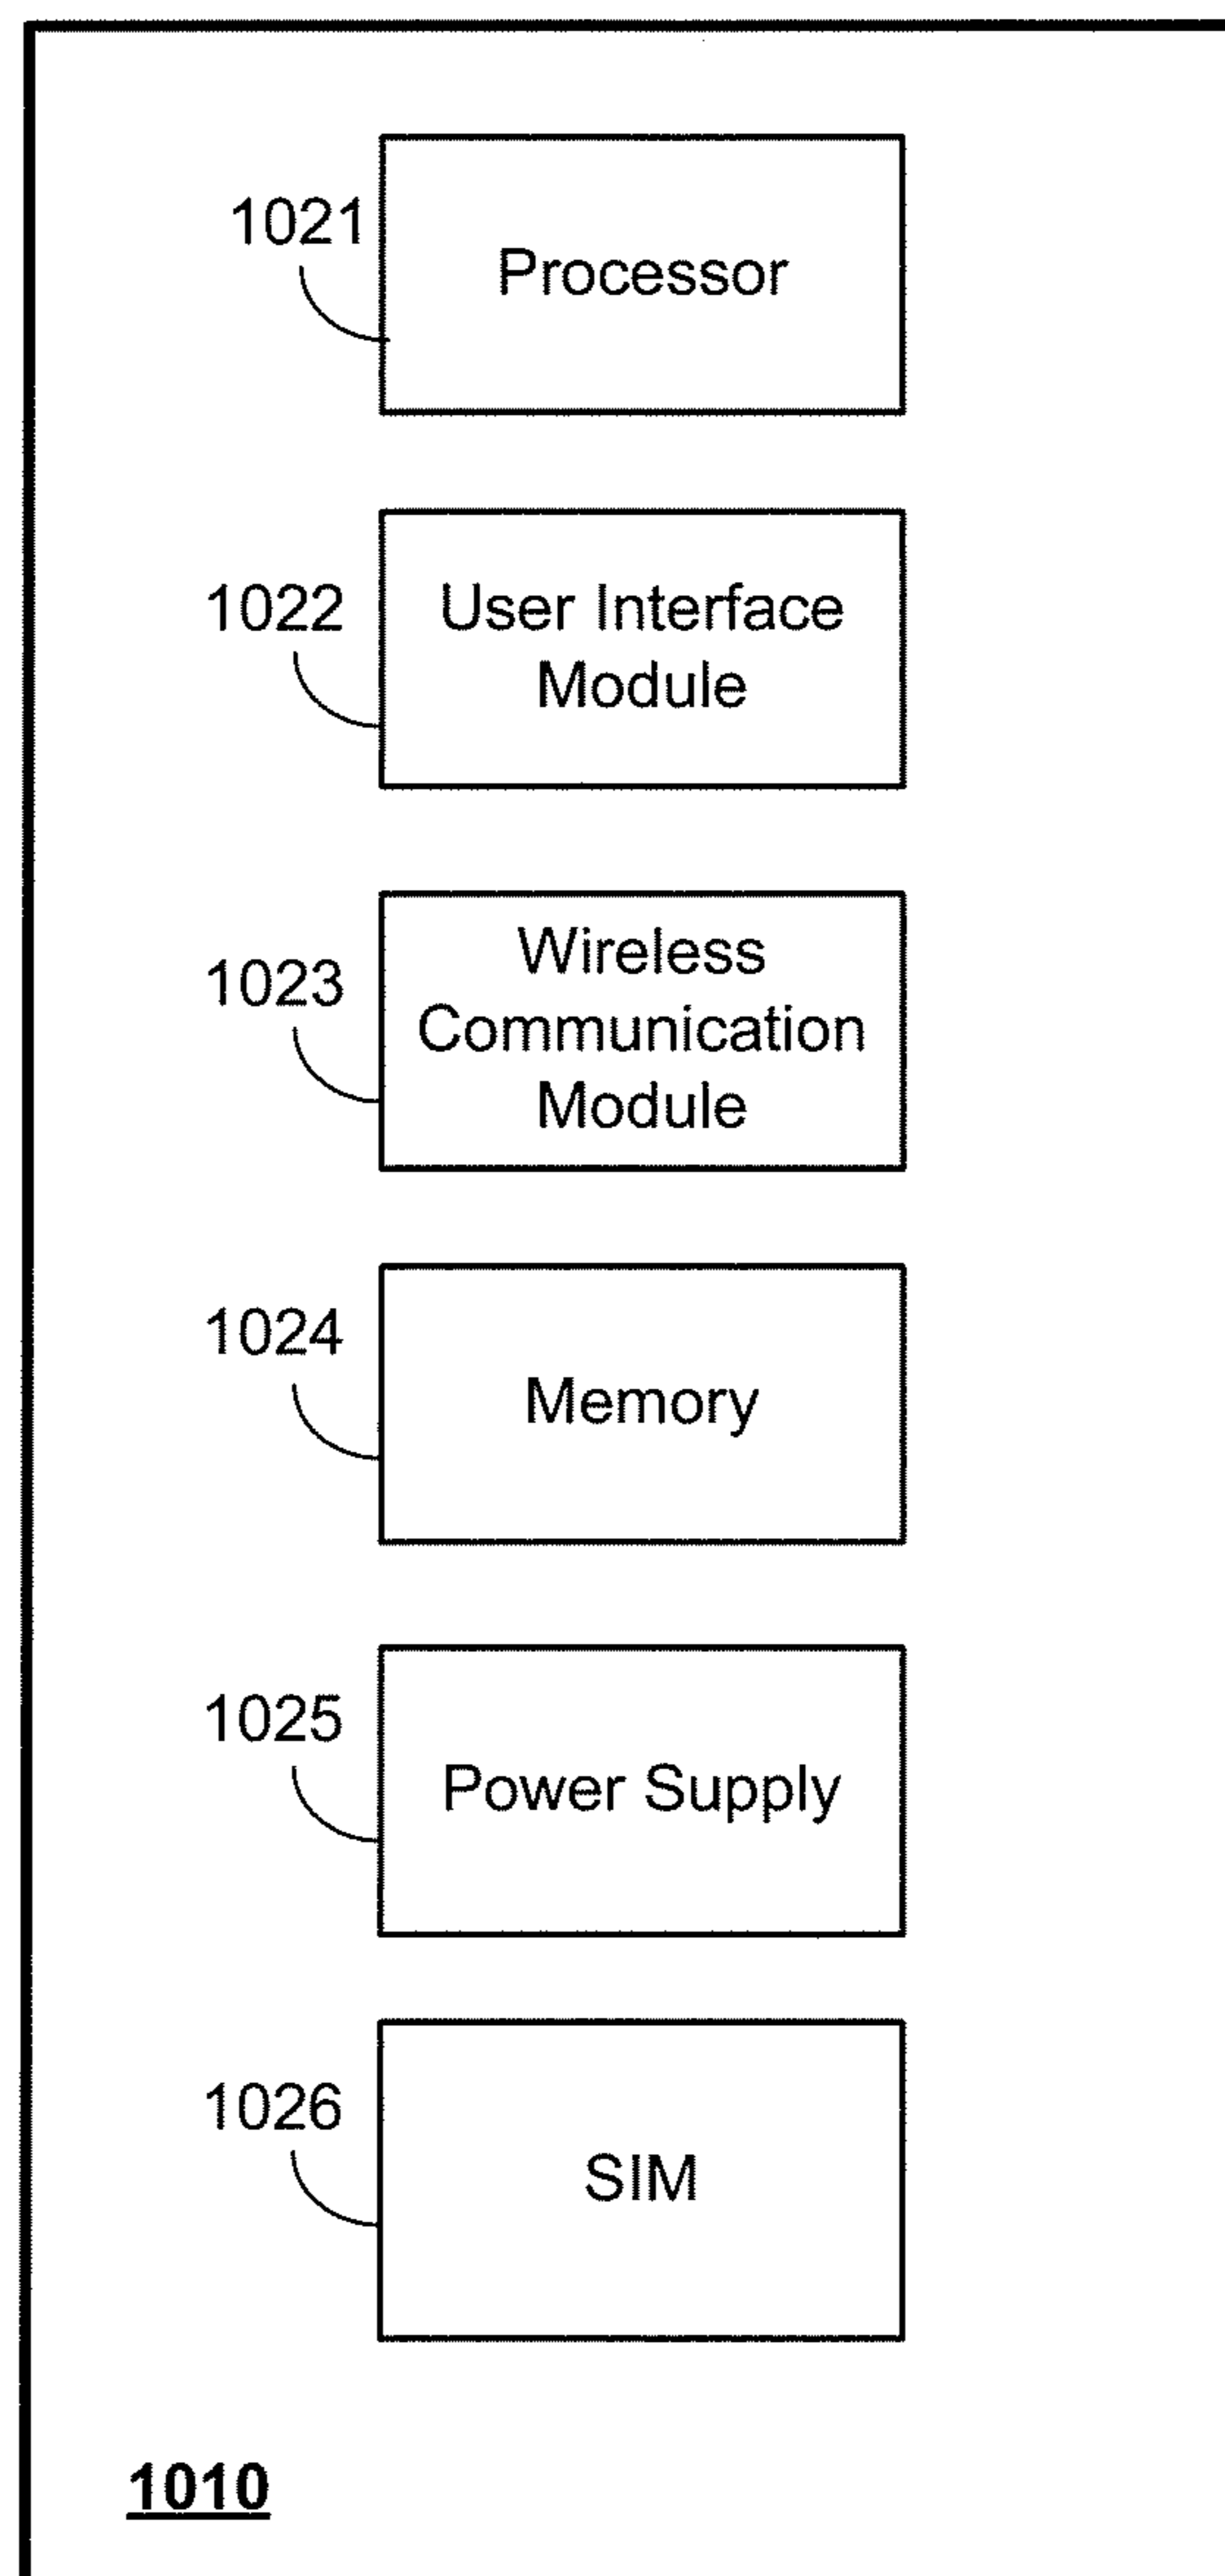 1021
Processor
1022
User Interface
Module
1023
Wireless
Communication
Module
1024
Memory
1025
Power Supply
1026
SIM
1010